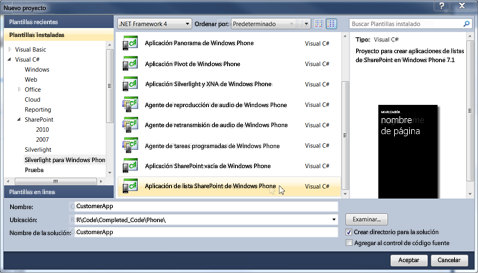 Nuevo proyecto
Plantillas recientes
.NET Framework 4
Ordenar por:
Predeterminado
Buscar Plantillas instalado
Plantillas instaladas
Visual Basic
Visual C#
Windows
Web
Office
Cloud
Reporting
SharePoint
2010
2007
Silverlight
Silverlight para Windows Phon
Prueba
Plantillas en línea
Aplicación Panorama de Windows Phone Visual C#
Aplicación Pivot de Windows Phone Visual C#
Aplicación Silverlight y XNA de Windows Phone Visual C#
Agente de reproducción de audio de Windows Phone Visual C#
Agente de retransmisión de audio de Windows Phone Visual C#
Agente de tareas programadas de Windows Phone Visual C#
Aplicación SharePoint vacía de Windows Phone Visual C#
Aplicación de lista SharePoint de Windows Phone Visual C#
Tipo: Visual C#
Proyecto para crear aplicaciones de listas
de SharePoint en Windows Phone 7.1
nombre
de página
Nombre: CustomerApp
Ubicación: R\Code\Completed_Code\Phone\
Examinar...
Nombre de la solución: CustomerApp
Crear directorio para la solución
Agregar al control de código fuente
Aceptar
Cancelar